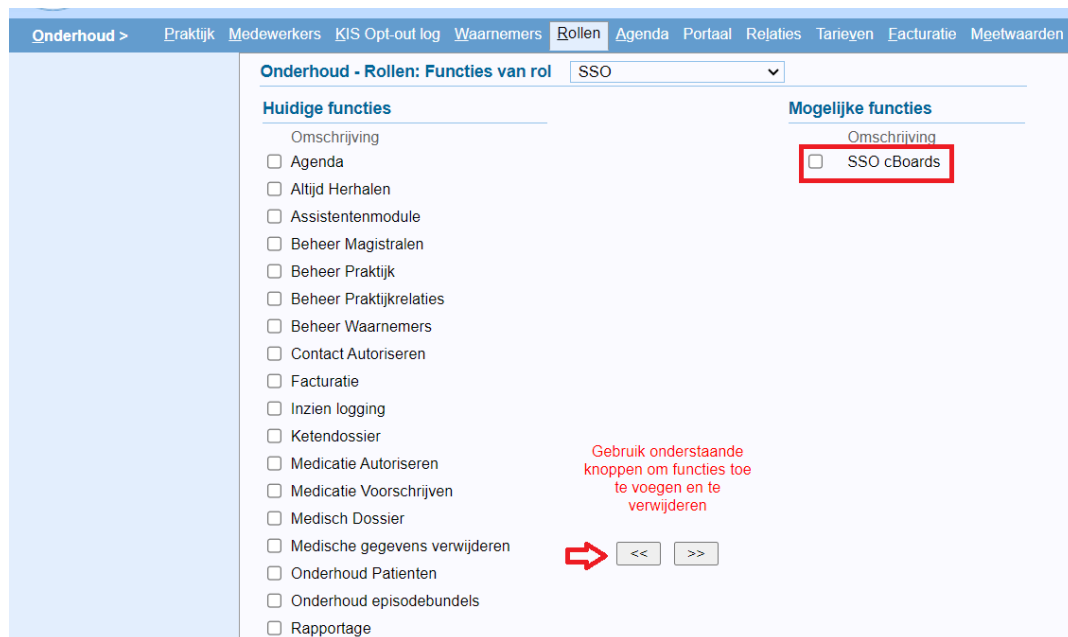 Onderhoud > Praktijk Medewerkers KIS Opt-out log Waarnemers Rollen Agenda Portaal Relaties Tarieven Facturatie Meetwaarden
Onderhoud - Rollen: Functies van rol SSO
Huidige functies
Omschrijving
Agenda
Altijd Herhalen
Assistentenmodule
Beheer Magistralen
Beheer Praktijk
Beheer Praktijkrelaties
Beheer Waarnemers
Contact Autoriseren
Facturatie
Inzien logging
Ketendossier
Medicatie Autoriseren
Medicatie Voorschrijven
Medisch Dossier
Medische gegevens verwijderen
Onderhoud Patienten
Onderhoud episodebundels
Rapportage
Gebruik onderstaande
knoppen om functies toe
te voegen en te
verwijderen
<< >>
Mogelijke functies
Omschrijving
SSO cBoards